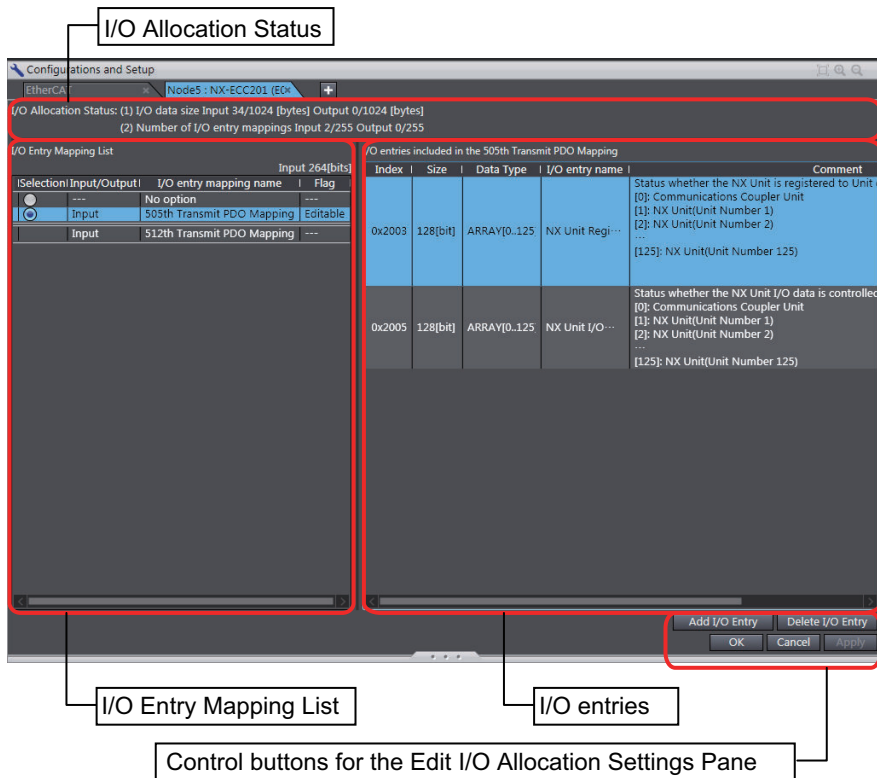 I/O Allocation Status
Configurations and Setup
EtherCAT
Node5 : NX-ECC201 (E0
I/O Allocation Status: (1) I/O data size Input 34/1024 [bytes] Output 0/1024 [bytes]
(2) Number of I/O entry mappings Input 2/255 Output 0/255
I/O Entry Mapping List
Input 264[bits]
Selection Input/Output I/O entry mapping name Flag
--- No option ---
Input 505th Transmit PDO Mapping Editable
Input 512th Transmit PDO Mapping ---
I/O entries included in the 505th Transmit PDO Mapping
Index Size Data Type I/O entry name Comment
0x2003 128[bit] ARRAY[0..125 NX Unit Regi···
Status whether the NX Unit is registered to Unit
[0]: Communications Coupler Unit
[1]: NX Unit(Unit Number 1)
[2]: NX Unit(Unit Number 2)
...
[125]: NX Unit(Unit Number 125)
0x2005 128[bit] ARRAY[0..125 NX Unit I/O···
Status whether the NX Unit I/O data is controlled
[0]: Communications Coupler Unit
[1]: NX Unit(Unit Number 1)
[2]: NX Unit(Unit Number 2)
...
[125]: NX Unit(Unit Number 125)
Add I/O Entry Delete I/O Entry
OK Cancel Apply
I/O Entry Mapping List
I/O entries
Control buttons for the Edit I/O Allocation Settings Pane